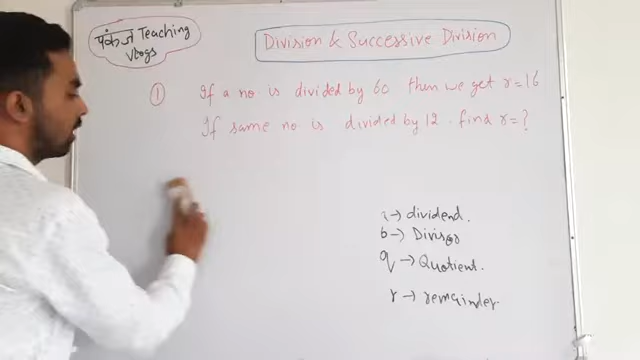 पंकज Teaching
Vlogs
Division & Successive Division
① If a no. is divided by 60 then we get r=16
If same no. is divided by 12. find r=?
a→ dividend.
b→ Divisor
q→ Quotient.
r→ remainder.